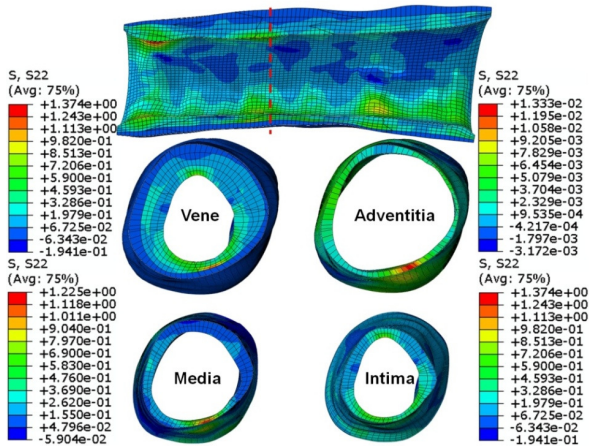 S, S22
(Avg: 75%)
+1.374e+00
+1.243e+00
+1.113e+00
+9.820e-01
+8.513e-01
+7.206e-01
+5.900e-01
+4.593e-01
+3.286e-01
+1.979e-01
+6.725e-02
-6.343e-02
-1.941e-01
S, S22
(Avg: 75%)
+1.333e-02
+1.195e-02
+1.058e-02
+9.205e-03
+7.829e-03
+6.454e-03
+5.079e-03
+3.704e-03
+2.329e-03
+9.535e-04
-4.217e-04
-1.797e-03
-3.172e-03
Vene
Adventitia
S, S22
(Avg: 75%)
+1.225e+00
+1.118e+00
+1.011e+00
+9.040e-01
+7.970e-01
+6.900e-01
+5.830e-01
+4.760e-01
+3.690e-01
+2.620e-01
+1.550e-01
+4.796e-02
-5.904e-02
S, S22
(Avg: 75%)
+1.374e+00
+1.243e+00
+1.113e+00
+9.820e-01
+8.513e-01
+7.206e-01
+5.900e-01
+4.593e-01
+3.286e-01
+1.979e-01
+6.725e-02
-6.343e-02
-1.941e-01
Media
Intima